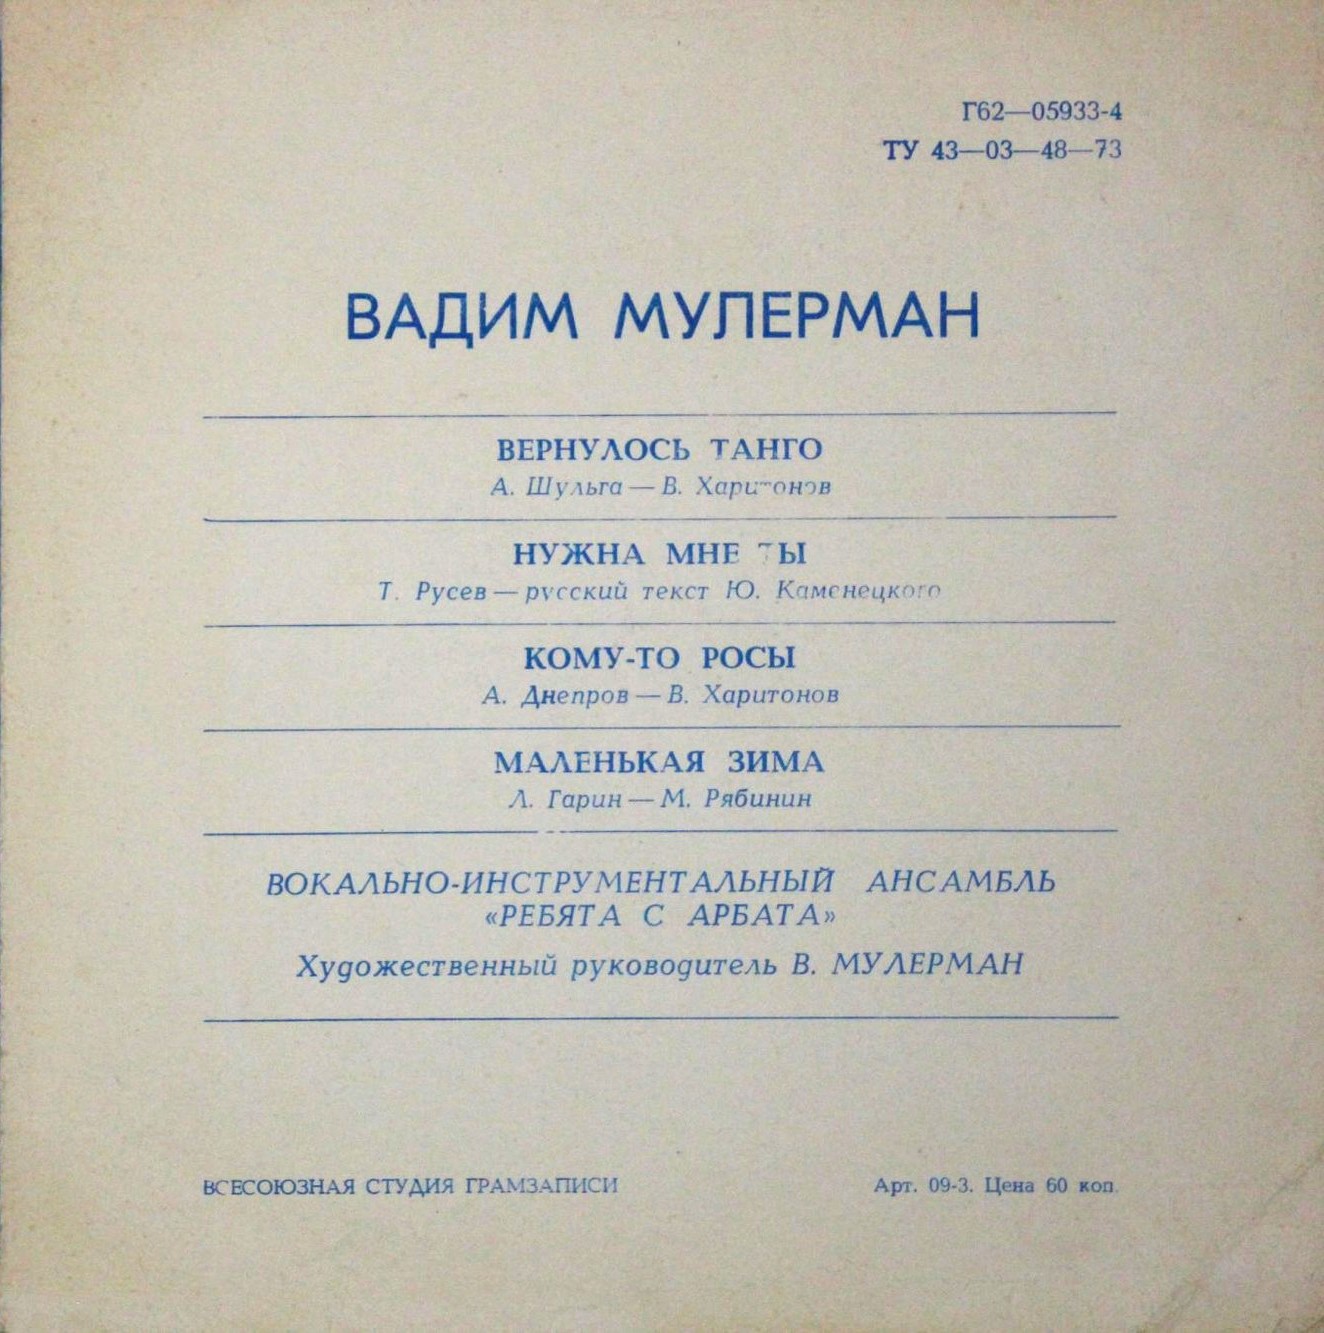 Г62—05933-4
ТУ 43—03—48—73
ВАДИМ МУЛЕРМАН
ВЕРНУЛОСЬ ТАНГО
А. Шульга — В. Харитонов
НУЖНА МНЕ ТЫ
Т. Русев — русский текст Ю. Каменецкого
КОМУ-ТО РОСЫ
А. Днепров — В. Харитонов
МАЛЕНЬКАЯ ЗИМА
Л. Гарин — М. Рябинин
ВОКАЛЬНО-ИНСТРУМЕНТАЛЬНЫЙ АНСАМБЛЬ
«РЕБЯТА С АРБАТА»
Художественный руководитель В. МУЛЕРМАН
ВСЕСОЮЗНАЯ СТУДИЯ ГРАМЗАПИСИ
Арт. 09-3. Цена 60 коп.